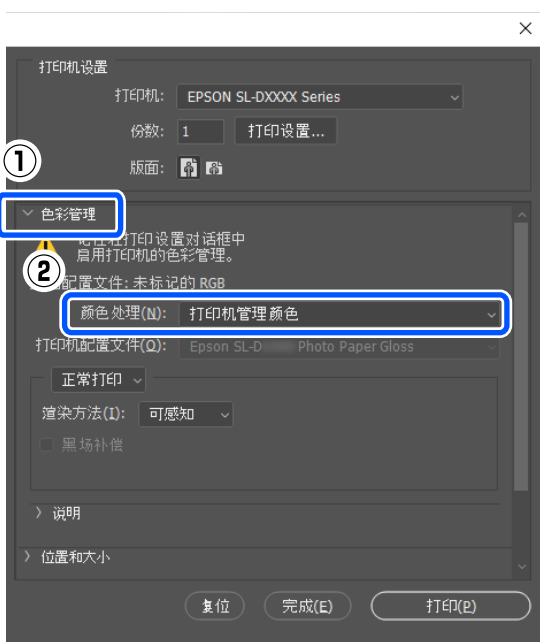 打印机设置
打印机: EPSON SL-DXXXX Series
份数: 1 打印设置...
版面:
①
色彩管理
打印设置对话框中
启用打印机的色彩管理。
②
配置文件: 未标记的 RGB
颜色处理(N): 打印机管理颜色
打印机配置文件(O): Epson SL-D Photo Paper Gloss
正常打印
渲染方法(I): 可感知
黑场补偿
说明
位置和大小
复位 完成(E) 打印(P)